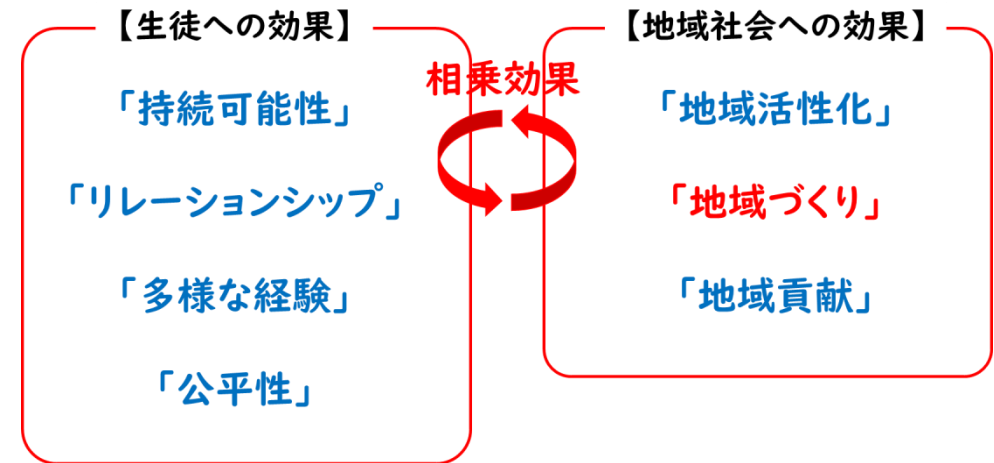 【生徒への効果】
「持続可能性」
「リレーションシップ」
「多様な経験」
「公平性」
相乗効果
【地域社会への効果】
「地域活性化」
「地域づくり」
「地域貢献」